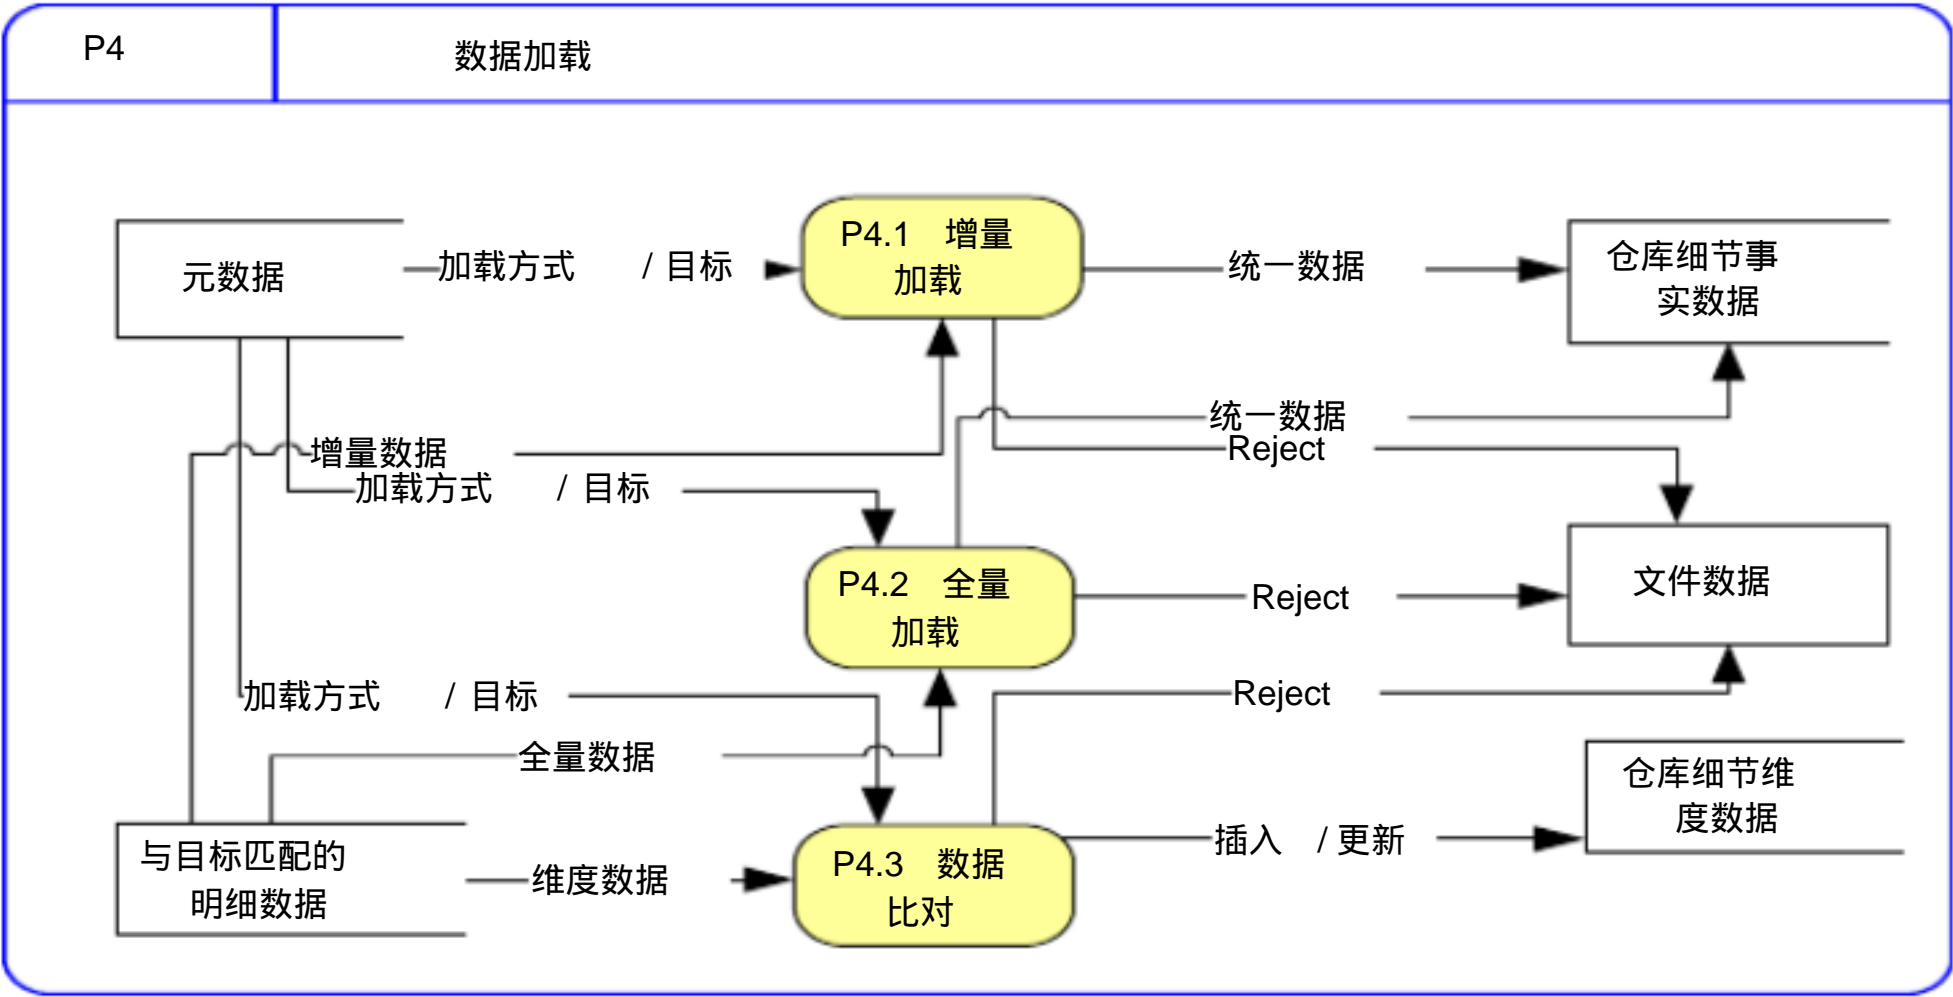 P4
数据加载
P4.1 增量
加载
元数据
加载方式 / 目标
统一数据
仓库细节事
实数据
统一数据
Reject
增量数据
加载方式 / 目标
P4.2 全量
加载
Reject
文件数据
加载方式 / 目标
Reject
全量数据
仓库细节维
度数据
插入 / 更新
与目标匹配的
明细数据
维度数据
P4.3 数据
比对